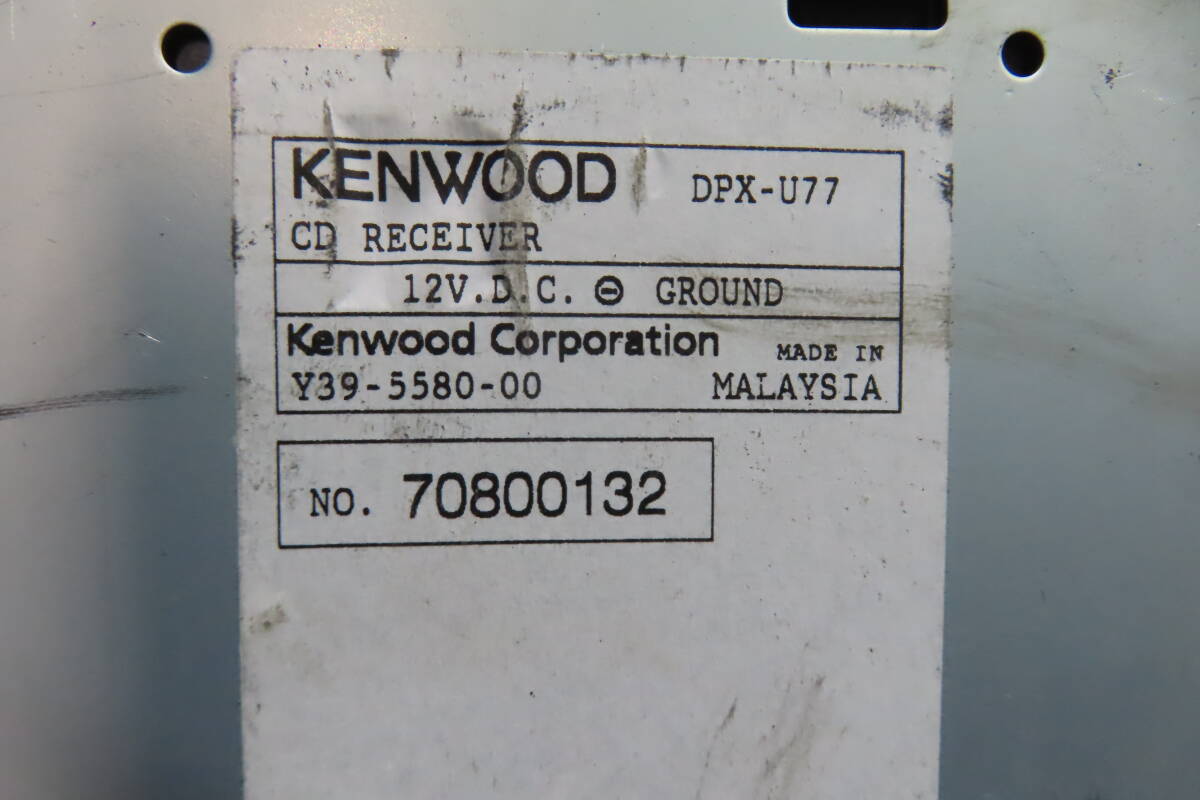 KENWOOD DPX-U77
CD RECEIVER
12V.D.C. ⊖ GROUND
Kenwood Corporation MADE IN
Y39-5580-00 MALAYSIA
NO. 70800132